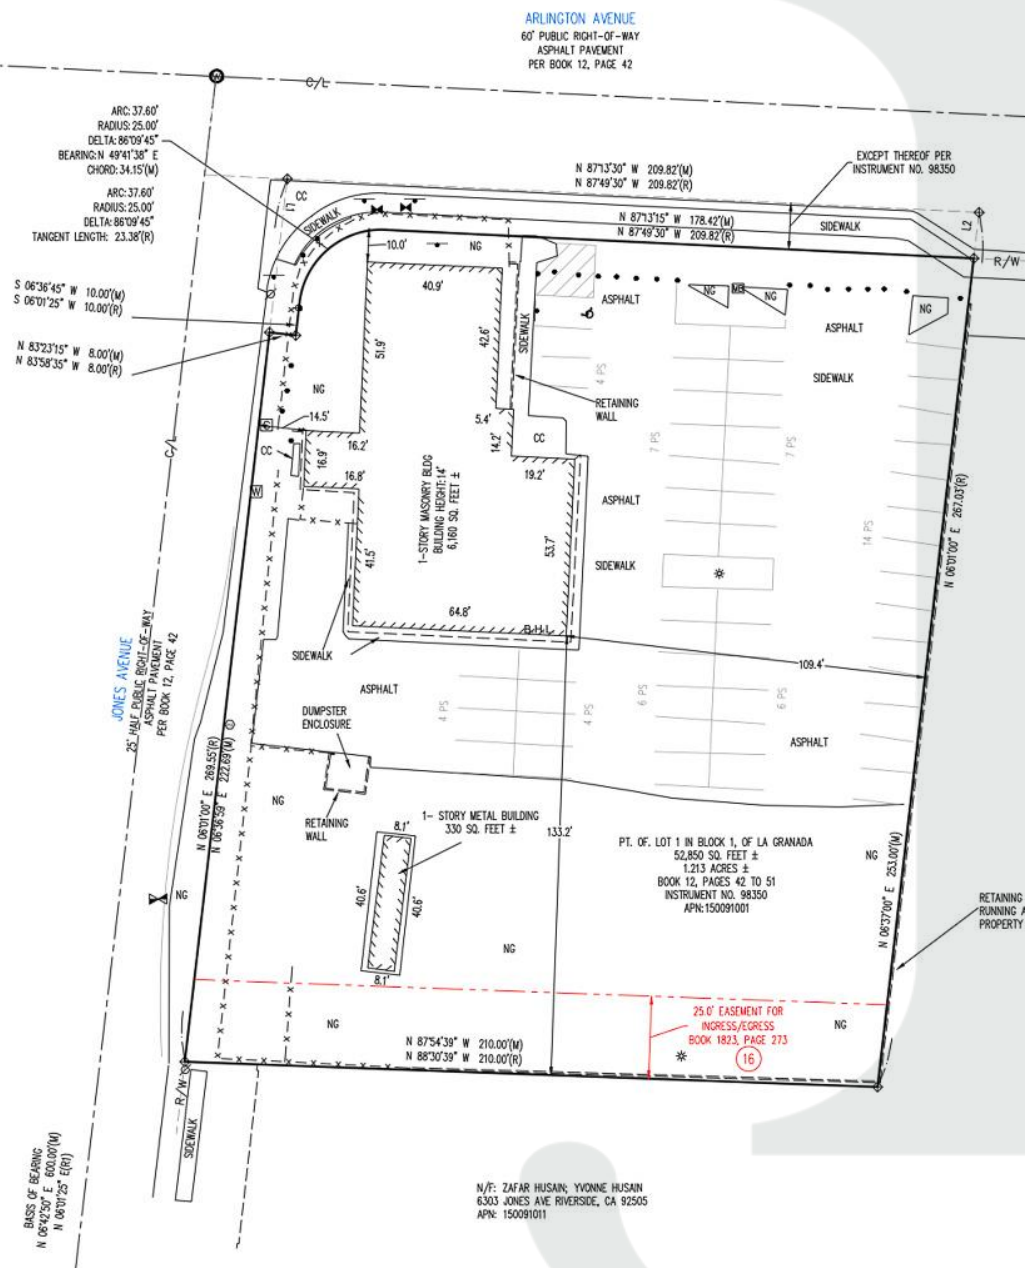 ARLINGTON AVENUE
60' PUBLIC RIGHT-OF-WAY
ASPHALT PAVEMENT
PER BOOK 12, PAGE 42
C/L
ARC: 37.60'
RADIUS: 25.00'
DELTA: 86°09'45"
BEARING: N 49°41'38" E
CHORD: 34.15'(M)
ARC: 37.60'
RADIUS: 25.00'
DELTA: 86°09'45"
TANGENT LENGTH: 23.38'(R)
S 06°36'45" W 10.00'(M)
S 06°01'25" W 10.00'(R)
N 83°23'15" W 8.00'(M)
N 83°58'35" W 8.00'(R)
N 87°13'30" W 209.82'(M)
N 87°49'30" W 209.82'(R)
EXCEPT THEREOF PER
INSTRUMENT NO. 98350
N 87°13'15" W 178.42'(M)
N 87°49'30" W 209.82'(R)
SIDEWALK
L2
R/W
L1
CC
SIDEWALK
10.0'
NG
40.9'
51.9'
42.6'
SIDEWALK
ASPHALT
NG
MB
NG
NG
ASPHALT
SIDEWALK
4 PS
RETAINING
WALL
NG
14.5'
CC
16.2'
16.9'
16.8'
5.4'
14.2'
CC
19.2'
7 PS
7 PS
14 PS
W
C/L
1-STORY MASONRY BLDG
BUILDING HEIGHT:14'
6,160 SQ. FEET ±
ASPHALT
SIDEWALK
53.7'
41.5'
64.8'
B.H.L
N 06°01'00" E 267.03'(R)
109.4'
SIDEWALK
ASPHALT
4 PS
4 PS
6 PS
6 PS
ASPHALT
DUMPSTER
ENCLOSURE
JONES AVENUE
25' HALF PUBLIC RIGHT-OF-WAY
ASPHALT PAVEMENT
PER BOOK 12, PAGE 42
N 06°01'00" E 269.55'(R)
N 06°36'59" E 222.69'(M)
NG
RETAINING
WALL
1- STORY METAL BUILDING
330 SQ. FEET ±
8.1'
40.6'
40.6'
8.1'
133.2'
PT. OF. LOT 1 IN BLOCK 1, OF LA GRANADA
52,850 SQ. FEET ±
1.213 ACRES ±
BOOK 12, PAGES 42 TO 51
INSTRUMENT NO. 98350
APN:150091001
NG
N 06°37'00" E 253.00'(M)
RETAINING
RUNNING A
PROPERTY
NG
NG
25.0' EASEMENT FOR
INGRESS/EGRESS
BOOK 1823, PAGE 273
16
NG
NG
N 87°54'39" W 210.00'(M)
N 88°30'39" W 210.00'(R)
R/W
SIDEWALK
BASIS OF BEARING
N 06°42'50" E 600.00'(M)
N 06°01'25" E(R1)
N/F: ZAFAR HUSAIN; YVONNE HUSAIN
6303 JONES AVE RIVERSIDE, CA 92505
APN: 150091011